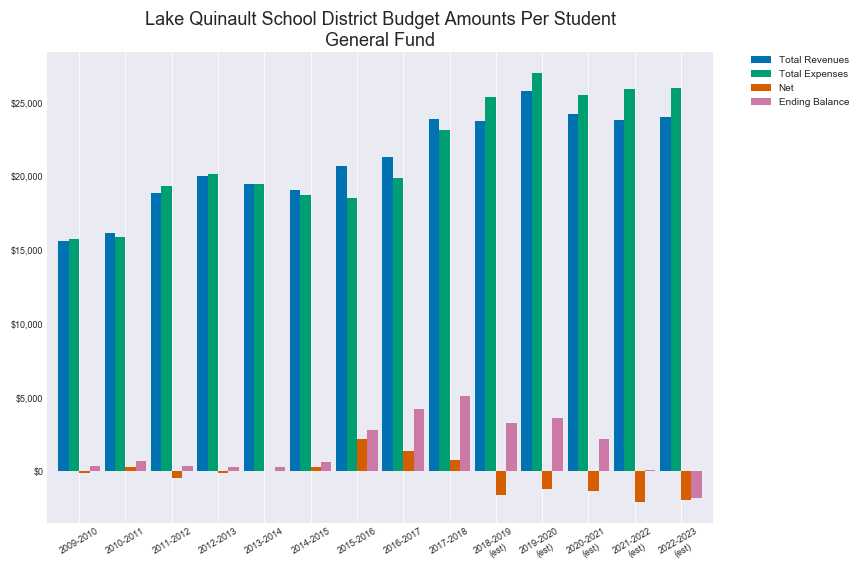 Lake Quinault School District Budget Amounts Per Student
General Fund
Total Revenues
Total Expenses
Net
Ending Balance
$25,000
$20,000
$15,000
$10,000
$5,000
$0
2009-2010
2010-2011
2011-2012
2012-2013
2013-2014
2014-2015
2015-2016
2016-2017
2017-2018
2018-2019
(est)
2019-2020
(est)
2020-2021
(est)
2021-2022
(est)
2022-2023
(est)